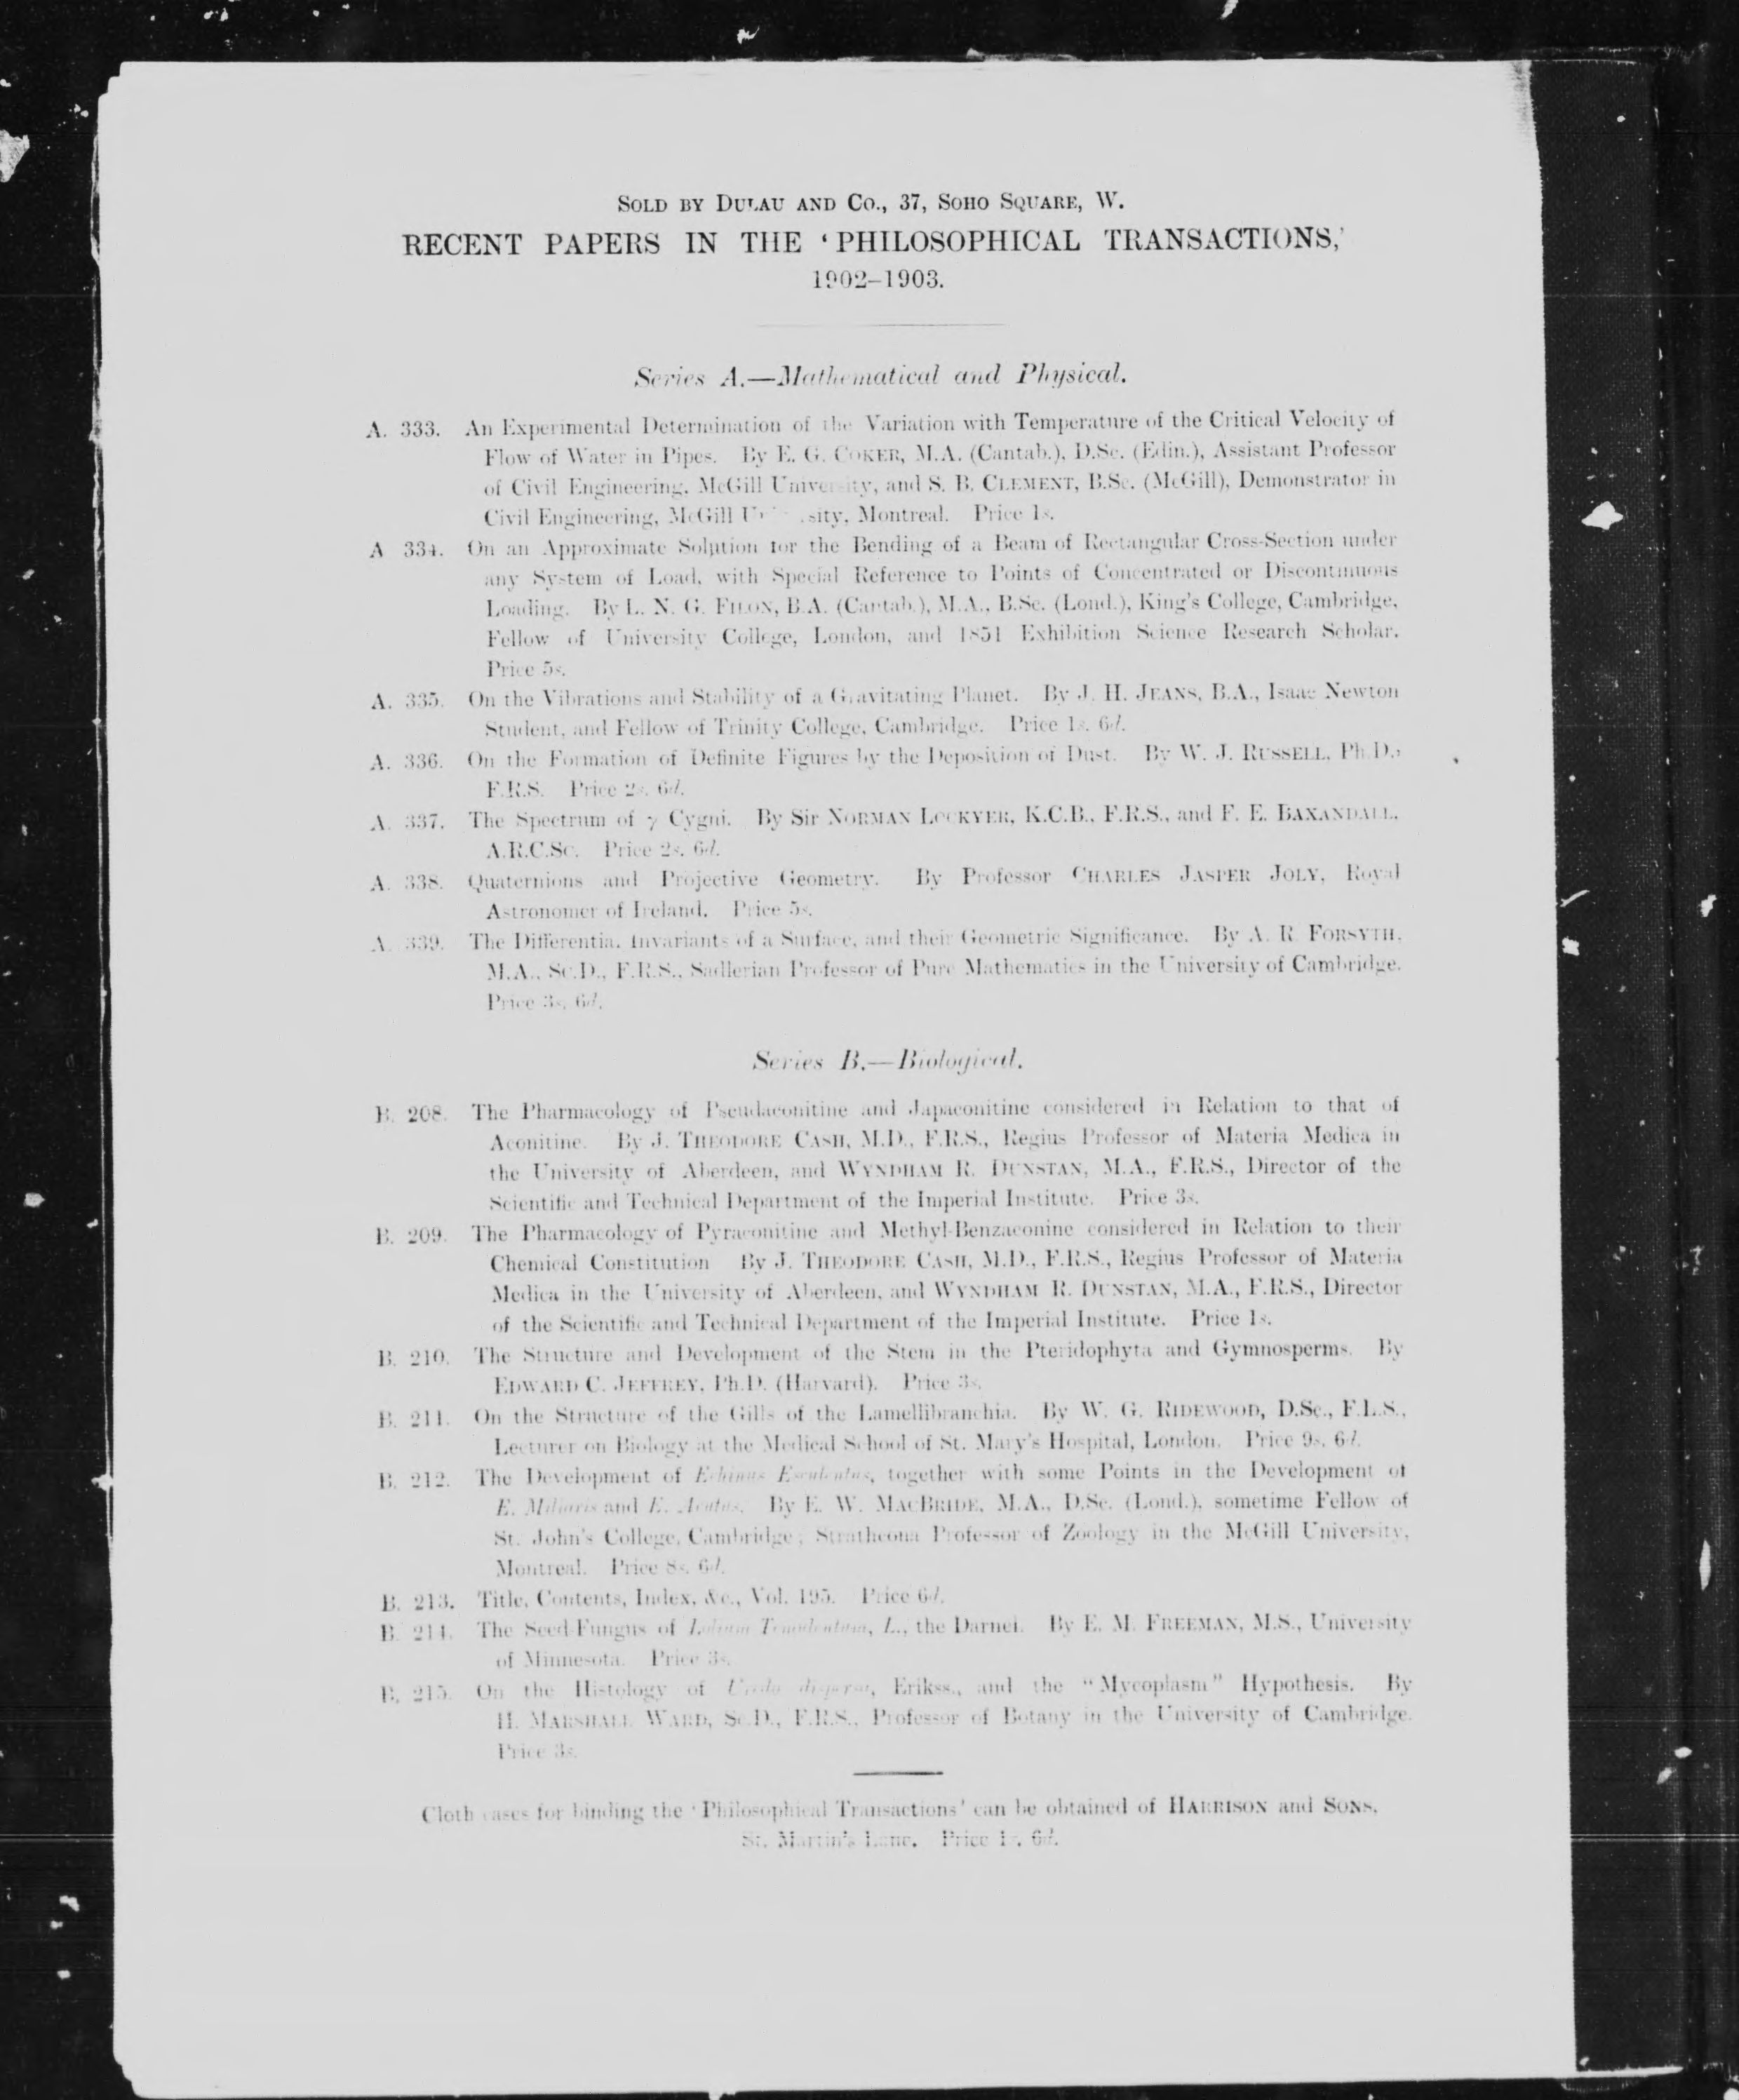 SOLD BY DULAU AND CO., 37, SOHO SQUARE, W.
RECENT PAPERS IN THE ‘PHILOSOPHICAL TRANSACTIONS,’
1902–1903.
Series A.—Mathematical and Physical.
A. 333. An Experimental Determination of the Variation with Temperature of the Critical Velocity of
Flow of Water in Pipes. By E. G. COKER, M.A. (Cantab.), D.Sc. (Edin.), Assistant Professor
of Civil Engineering, McGill University, and S. B. CLEMENT, B.Sc. (McGill), Demonstrator in
Civil Engineering, McGill University, Montreal. Price 1s.
A 334. On an Approximate Solution for the Bending of a Beam of Rectangular Cross-Section under
any System of Load, with Special Reference to Points of Concentrated or Discontinuous
Loading. By L. N. G. FILON, B.A. (Cantab.), M.A., B.Sc. (Lond.), King's College, Cambridge,
Fellow of University College, London, and 1851 Exhibition Science Research Scholar.
Price 5s.
A. 335. On the Vibrations and Stability of a Gravitating Planet. By J. H. JEANS, B.A., Isaac Newton
Student, and Fellow of Trinity College, Cambridge. Price 1s. 6d.
A. 336. On the Formation of Definite Figures by the Deposition of Dust. By W. J. RUSSELL, Ph.D.,
F.R.S. Price 2s. 6d.
A. 337. The Spectrum of γ Cygni. By Sir NORMAN LOCKYER, K.C.B., F.R.S., and F. E. BAXANDALL,
A.R.C.Sc. Price 2s. 6d.
A. 338. Quaternions and Projective Geometry. By Professor CHARLES JASPER JOLY, Royal
Astronomer of Ireland. Price 5s.
A. 339. The Differential Invariants of a Surface, and their Geometric Significance. By A. R. FORSYTH,
M.A., Sc.D., F.R.S., Sadlerian Professor of Pure Mathematics in the University of Cambridge.
Price 3s. 6d.
Series B.—Biological.
B. 208. The Pharmacology of Pseudaconitine and Japaconitine considered in Relation to that of
Aconitine. By J. THEODORE CASH, M.D., F.R.S., Regius Professor of Materia Medica in
the University of Aberdeen, and WYNDHAM R. DUNSTAN, M.A., F.R.S., Director of the
Scientific and Technical Department of the Imperial Institute. Price 3s.
B. 209. The Pharmacology of Pyraconitine and Methyl-Benzaconine considered in Relation to their
Chemical Constitution By J. THEODORE CASH, M.D., F.R.S., Regius Professor of Materia
Medica in the University of Aberdeen, and WYNDHAM R. DUNSTAN, M.A., F.R.S., Director
of the Scientific and Technical Department of the Imperial Institute. Price 1s.
B. 210. The Structure and Development of the Stem in the Pteridophyta and Gymnosperms. By
EDWARD C. JEFFREY, Ph.D. (Harvard). Price 3s.
B. 211. On the Structure of the Gills of the Lamellibranchia. By W. G. RIDEWOOD, D.Sc., F.L.S.,
Lecturer on Biology at the Medical School of St. Mary's Hospital, London. Price 9s. 6d.
B. 212. The Development of Echinus Esculentus, together with some Points in the Development of
E. Miliaris and E. Acutus. By E. W. MACBRIDE, M.A., D.Sc. (Lond.), sometime Fellow of
St. John's College, Cambridge; Strathcona Professor of Zoology in the McGill University,
Montreal. Price 8s. 6d.
B. 213. Title, Contents, Index, &c., Vol. 195. Price 6d.
B. 214. The Seed-Fungus of Lolium Temulentum, L., the Darnel. By E. M. FREEMAN, M.S., University
of Minnesota. Price 3s.
B. 215. On the Histology of Uredo dispersa, Erikss., and the “Mycoplasm” Hypothesis. By
H. MARSHALL WARD, Sc.D., F.R.S., Professor of Botany in the University of Cambridge.
Price 3s.
Cloth cases for binding the ‘Philosophical Transactions’ can be obtained of HARRISON and SONS,
St. Martin's Lane. Price 1s. 6d.